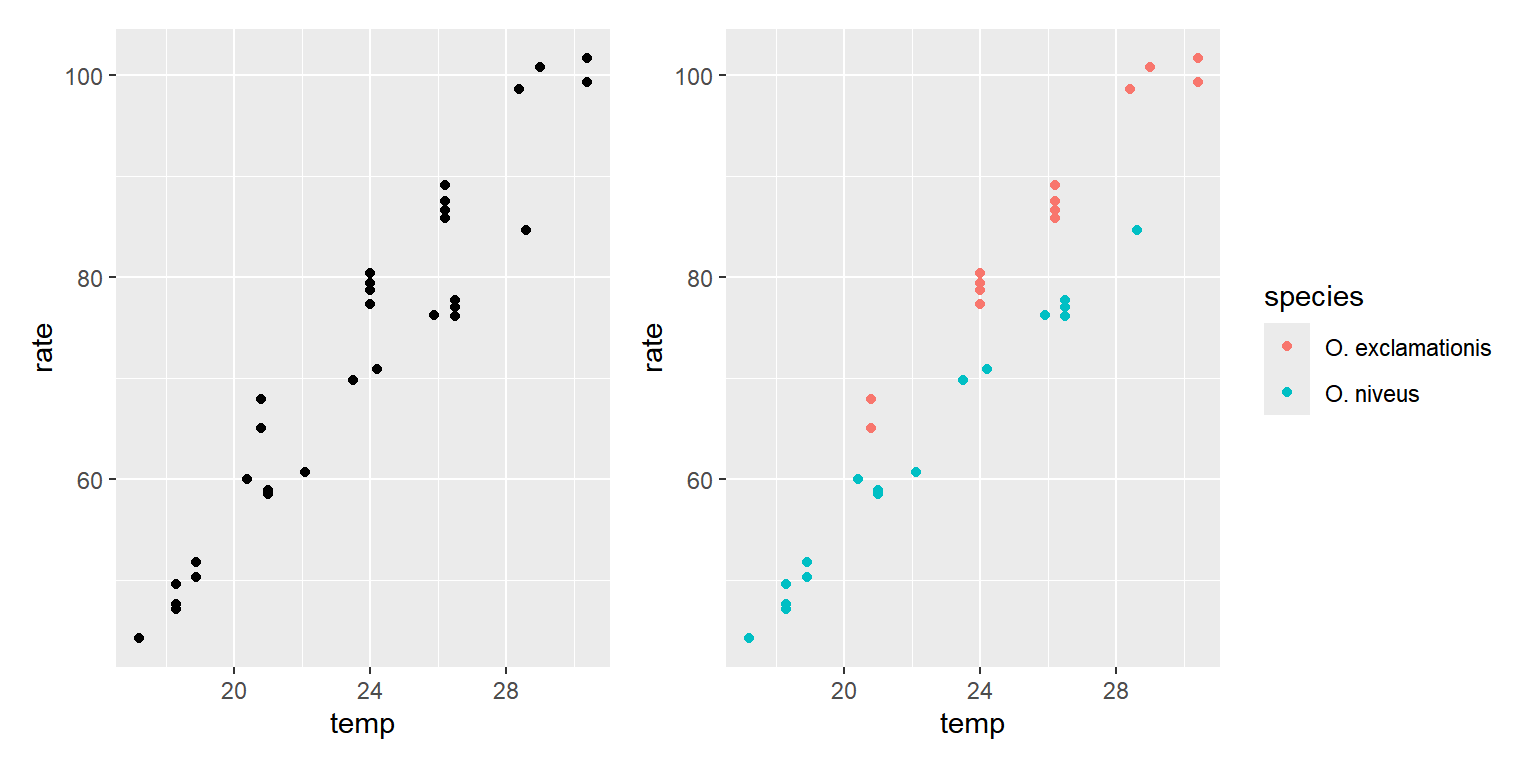 100
80
60
rate
20 24 28
temp
100
80
60
rate
20 24 28
temp
species
O. exclamationis
O. niveus